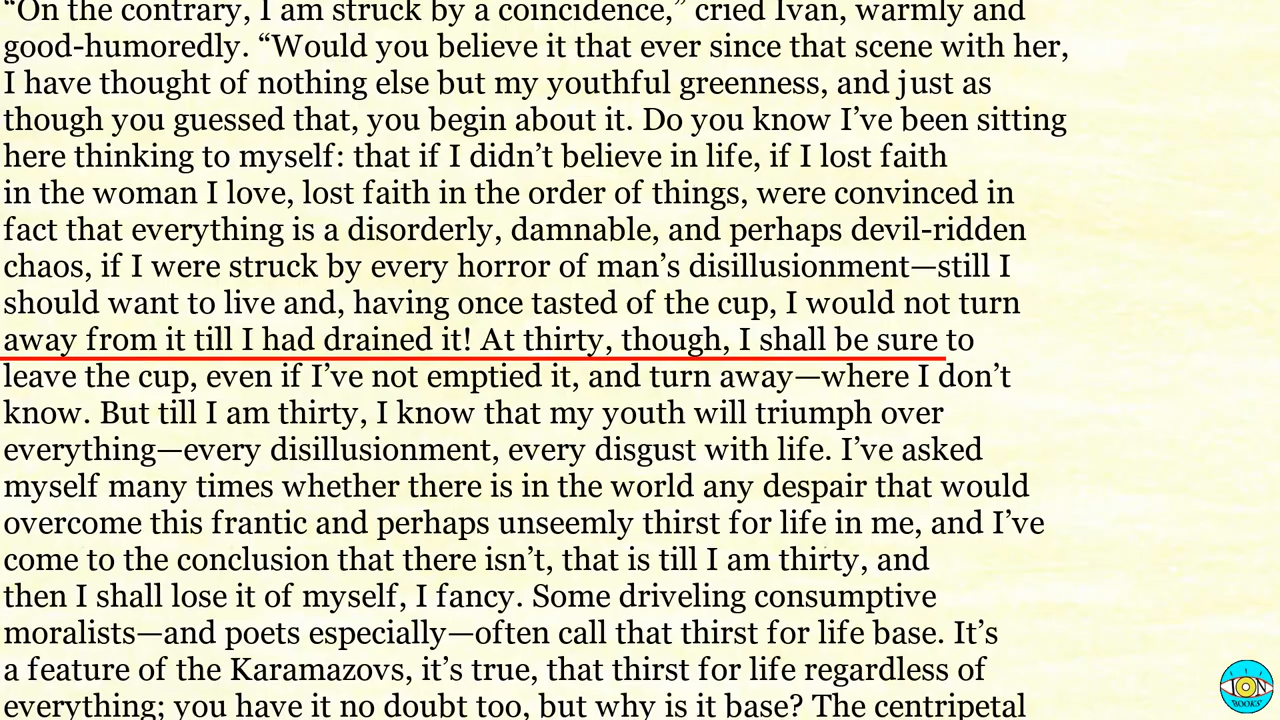 “On the contrary, I am struck by a coincidence,” cried Ivan, warmly and
good-humoredly. “Would you believe it that ever since that scene with her,
I have thought of nothing else but my youthful greenness, and just as
though you guessed that, you begin about it. Do you know I’ve been sitting
here thinking to myself: that if I didn’t believe in life, if I lost faith
in the woman I love, lost faith in the order of things, were convinced in
fact that everything is a disorderly, damnable, and perhaps devil-ridden
chaos, if I were struck by every horror of man’s disillusionment—still I
should want to live and, having once tasted of the cup, I would not turn
away from it till I had drained it! At thirty, though, I shall be sure to
leave the cup, even if I’ve not emptied it, and turn away—where I don’t
know. But till I am thirty, I know that my youth will triumph over
everything—every disillusionment, every disgust with life. I’ve asked
myself many times whether there is in the world any despair that would
overcome this frantic and perhaps unseemly thirst for life in me, and I’ve
come to the conclusion that there isn’t, that is till I am thirty, and
then I shall lose it of myself, I fancy. Some driveling consumptive
moralists—and poets especially—often call that thirst for life base. It’s
a feature of the Karamazovs, it’s true, that thirst for life regardless of
everything; you have it no doubt too, but why is it base? The centripetal
ION
BOOKS